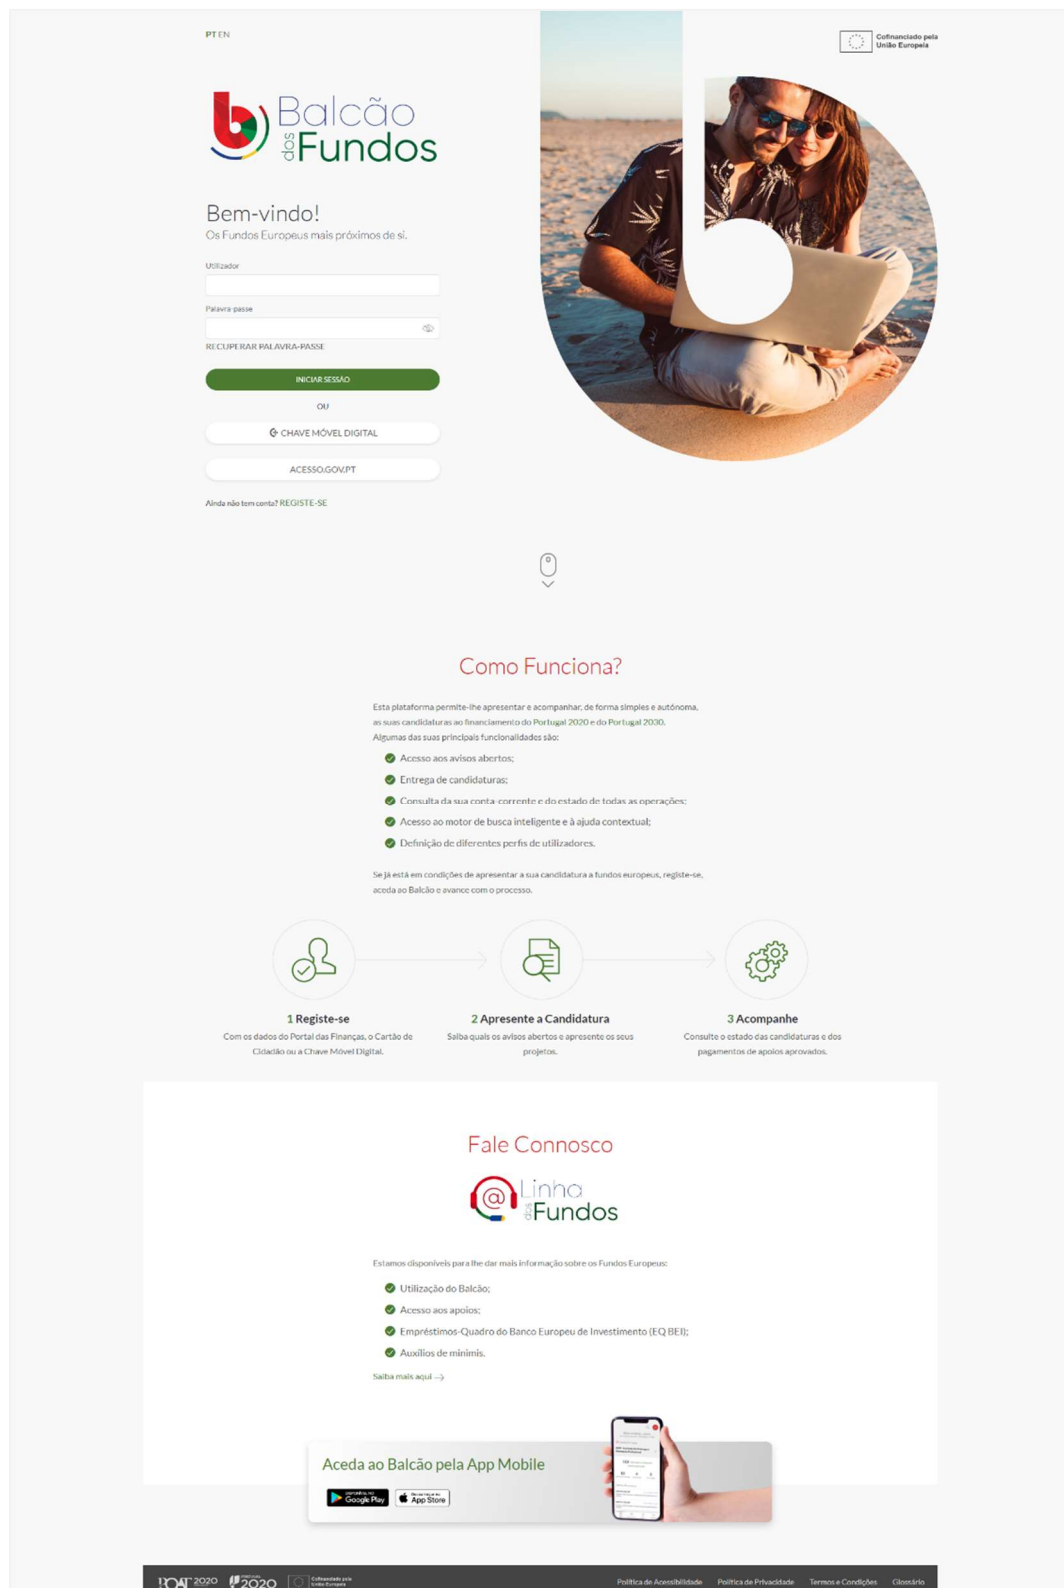 PT EN
Cofinanciado pela
União Europeia
Balcão
dos Fundos
Bem-vindo!
Os Fundos Europeus mais próximos de si.
Utilizador
Palavra-passe
RECUPERAR PALAVRA-PASSE
INICIAR SESSÃO
OU
CHAVE MÓVEL DIGITAL
ACESSO.GOV.PT
Ainda não tem conta? REGISTE-SE
Como Funciona?
Esta plataforma permite-lhe apresentar e acompanhar, de forma simples e autónoma,
as suas candidaturas ao financiamento do Portugal 2020 e do Portugal 2030.
Algumas das suas principais funcionalidades são:
Acesso aos avisos abertos;
Entrega de candidaturas;
Consulta da sua conta-corrente e do estado de todas as operações;
Acesso ao motor de busca inteligente e à ajuda contextual;
Definição de diferentes perfis de utilizadores.
Se já está em condições de apresentar a sua candidatura a fundos europeus, registe-se,
aceda ao Balcão e avance com o processo.
1 Registe-se
Com os dados do Portal das Finanças, o Cartão de
Cidadão ou a Chave Móvel Digital.
2 Apresente a Candidatura
Saiba quais os avisos abertos e apresente os seus
projetos.
3 Acompanhe
Consulte o estado das candidaturas e dos
pagamentos de apoios aprovados.
Fale Connosco
@ Linha
dos Fundos
Estamos disponíveis para lhe dar mais informação sobre os Fundos Europeus:
Utilização do Balcão;
Acesso aos apoios;
Empréstimos-Quadro do Banco Europeu de Investimento (EQ BEI);
Auxílios de minimis.
Saiba mais aqui
Aceda ao Balcão pela App Mobile
Google Play
App Store
POAT 2020
PORTUGAL
2020
Cofinanciado pela
União Europeia
Política de Acessibilidade Política de Privacidade Termos e Condições Glossário